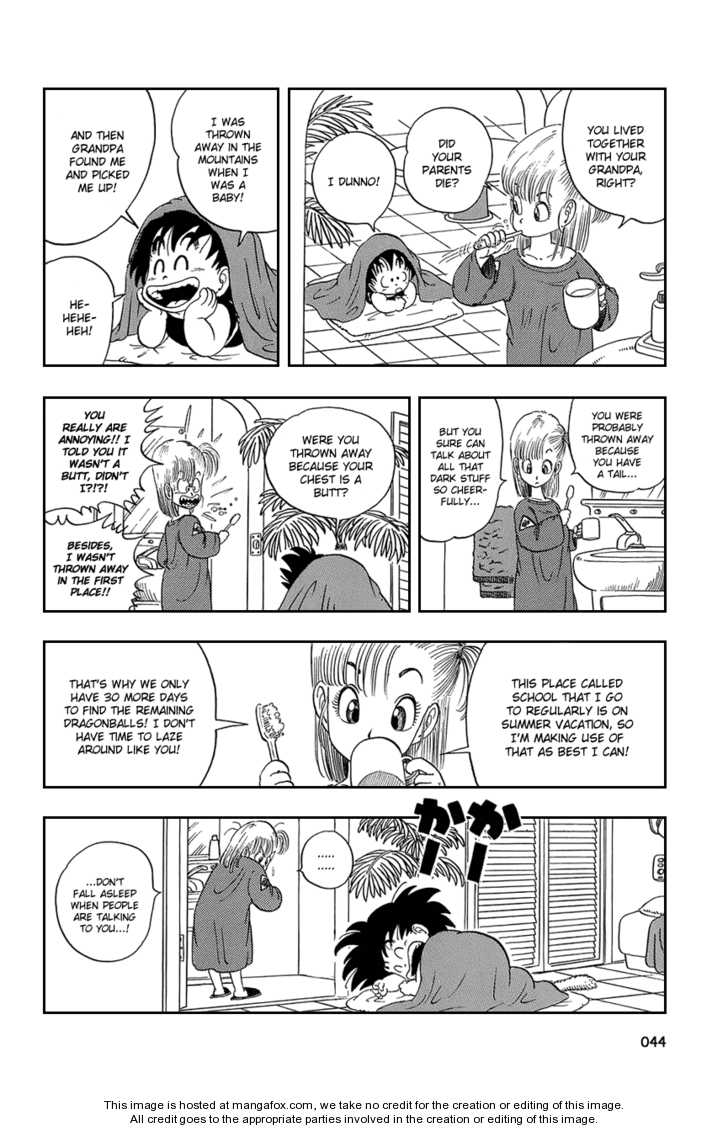 YOU LIVED
TOGETHER
WITH YOUR
GRANDPA,
RIGHT?
DID
YOUR
PARENTS
DIE?
I DUNNO!
I WAS
THROWN
AWAY IN THE
MOUNTAINS
WHEN I
WAS A
BABY!
AND THEN
GRANDPA
FOUND ME
AND PICKED
ME UP!
HE-
HEHE-
HEH!
YOU WERE
PROBABLY
THROWN AWAY
BECAUSE
YOU HAVE
A TAIL...
BUT YOU
SURE CAN
TALK ABOUT
ALL THAT
DARK STUFF
SO CHEER-
FULLY...
WERE YOU
THROWN AWAY
BECAUSE YOUR
CHEST IS A
BUTT?
YOU
REALLY ARE
ANNOYING!! I
TOLD YOU IT
WASN'T A
BUTT, DIDN'T
I?!?!
BESIDES,
I WASN'T
THROWN AWAY
IN THE FIRST
PLACE!!
THIS PLACE CALLED
SCHOOL THAT I GO
TO REGULARLY IS ON
SUMMER VACATION, SO
I'M MAKING USE OF
THAT AS BEST I CAN!
THAT'S WHY WE ONLY
HAVE 30 MORE DAYS
TO FIND THE REMAINING
DRAGONBALLS! I DON'T
HAVE TIME TO LAZE
AROUND LIKE YOU!
かー
かー
......
......
...DON'T
FALL ASLEEP
WHEN PEOPLE
ARE TALKING
TO YOU...!
044
This image is hosted at mangafox.com, we take no credit for the creation or editing of this image.
All credit goes to the appropriate parties involved in the creation or editing of this image.